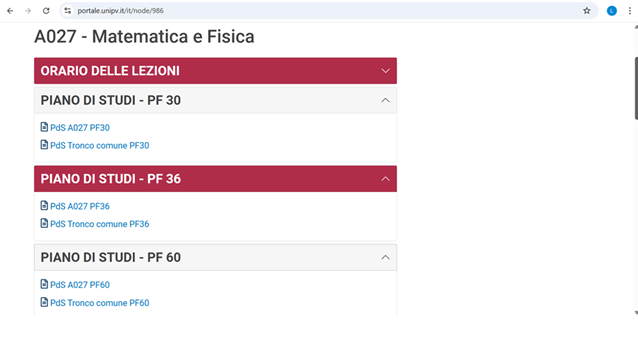 portale.unipv.it/it/node/986
L
A027 - Matematica e Fisica
ORARIO DELLE LEZIONI
PIANO DI STUDI - PF 30
PdS A027 PF30
PdS Tronco comune PF30
PIANO DI STUDI - PF 36
PdS A027 PF36
PdS Tronco comune PF36
PIANO DI STUDI - PF 60
PdS A027 PF60
PdS Tronco comune PF60